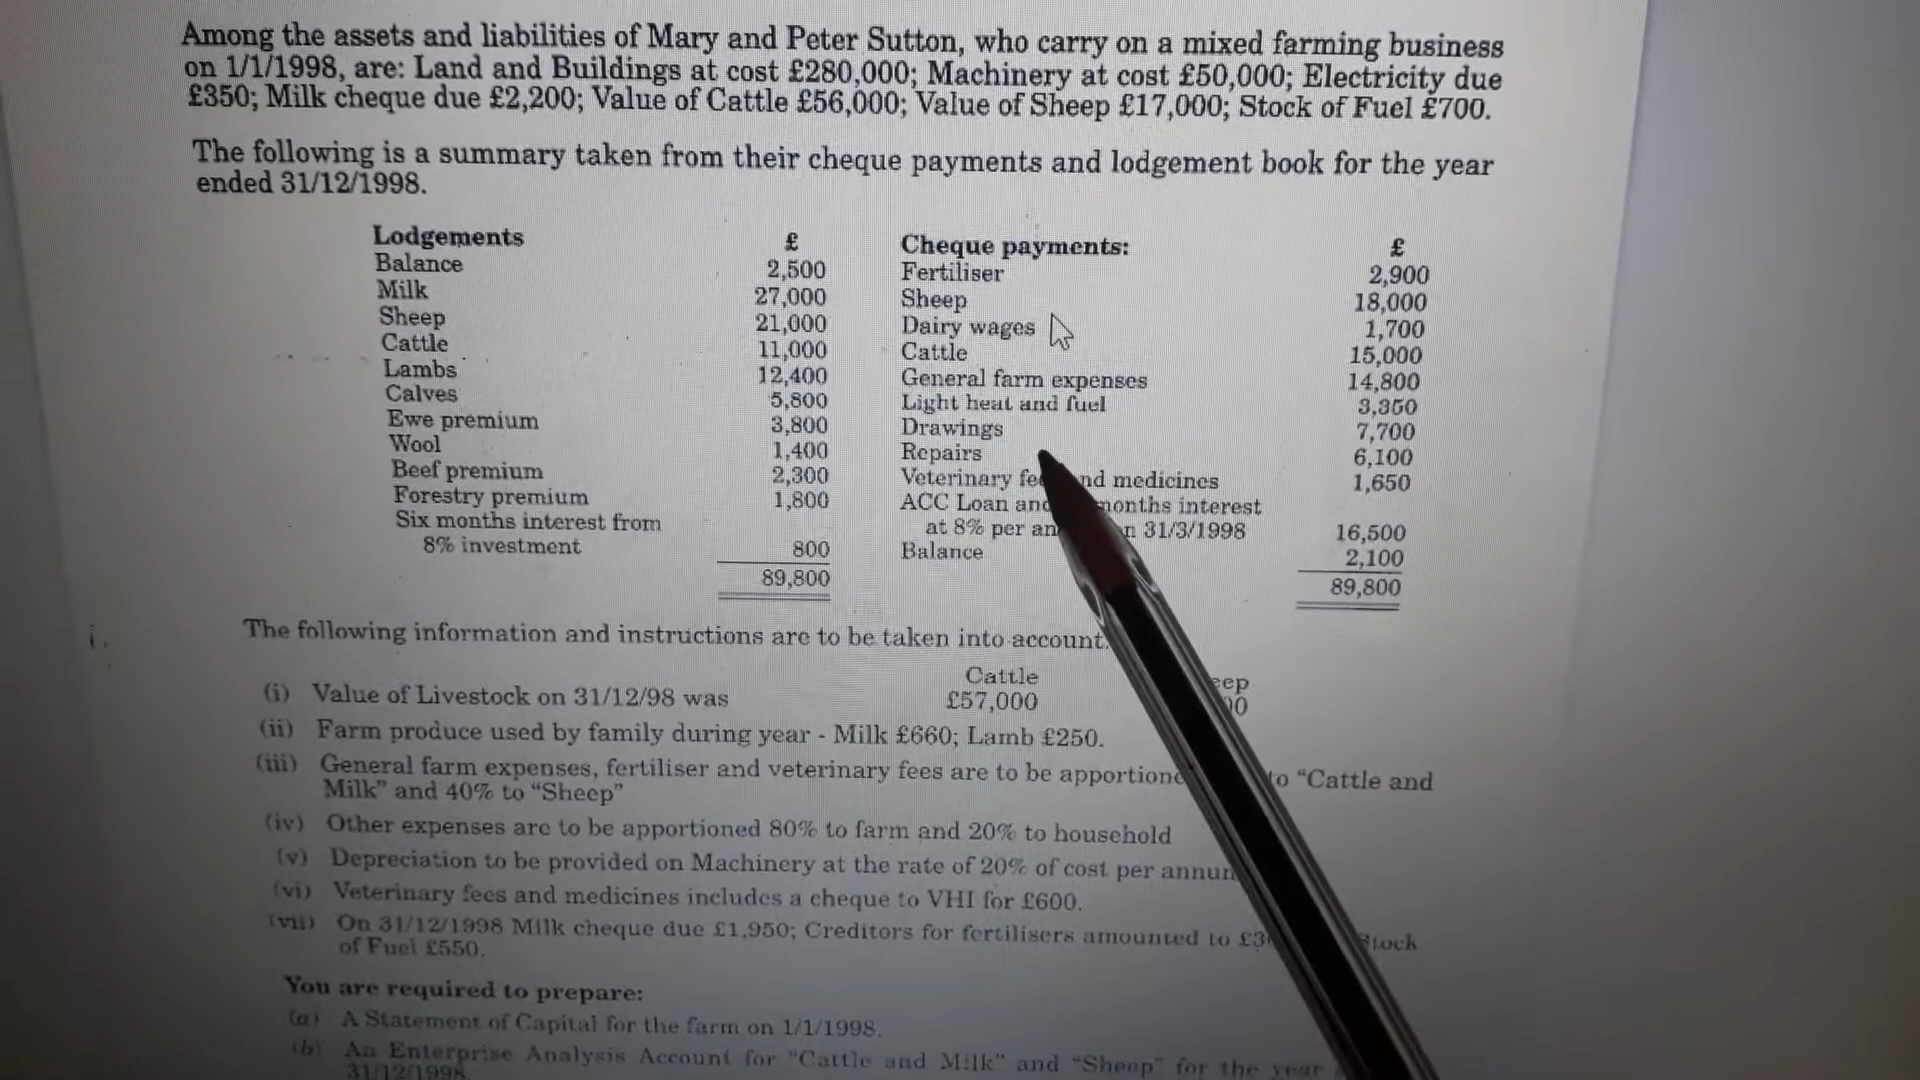 Among the assets and liabilities of Mary and Peter Sutton, who carry on a mixed farming business
on 1/1/1998, are: Land and Buildings at cost £280,000; Machinery at cost £50,000; Electricity due
£350; Milk cheque due £2,200; Value of Cattle £56,000; Value of Sheep £17,000; Stock of Fuel £700.
The following is a summary taken from their cheque payments and lodgement book for the year
ended 31/12/1998.
Lodgements £ Cheque payments: £
Balance 2,500 Fertiliser 2,900
Milk 27,000 Sheep 18,000
Sheep 21,000 Dairy wages 1,700
Cattle 11,000 Cattle 15,000
Lambs 12,400 General farm expenses 14,800
Calves 5,800 Light heat and fuel 3,350
Ewe premium 3,800 Drawings 7,700
Wool 1,400 Repairs 6,100
Beef premium 2,300 Veterinary and medicines 1,650
Forestry premium 1,800 ACC Loan and months interest
Six months interest from at 8% per on 31/3/1998 16,500
8% investment 800 Balance 2,100
89,800 89,800
The following information and instructions are to be taken into account.
Cattle
(i) Value of Livestock on 31/12/98 was £57,000
(ii) Farm produce used by family during year - Milk £660; Lamb £250.
(iii) General farm expenses, fertiliser and veterinary fees are to be apportioned to "Cattle and
Milk" and 40% to "Sheep"
(iv) Other expenses are to be apportioned 80% to farm and 20% to household
(v) Depreciation to be provided on Machinery at the rate of 20% of cost per annum
(vi) Veterinary fees and medicines includes a cheque to VHI for £600.
(vii) On 31/12/1998 Milk cheque due £1,950; Creditors for fertilisers amounted to Stock
of Fuel £550.
You are required to prepare:
(a) A Statement of Capital for the farm on 1/1/1998.
(b) An Enterprise Analysis Account for "Cattle and Milk" and "Sheep" for the year
31/12/1998